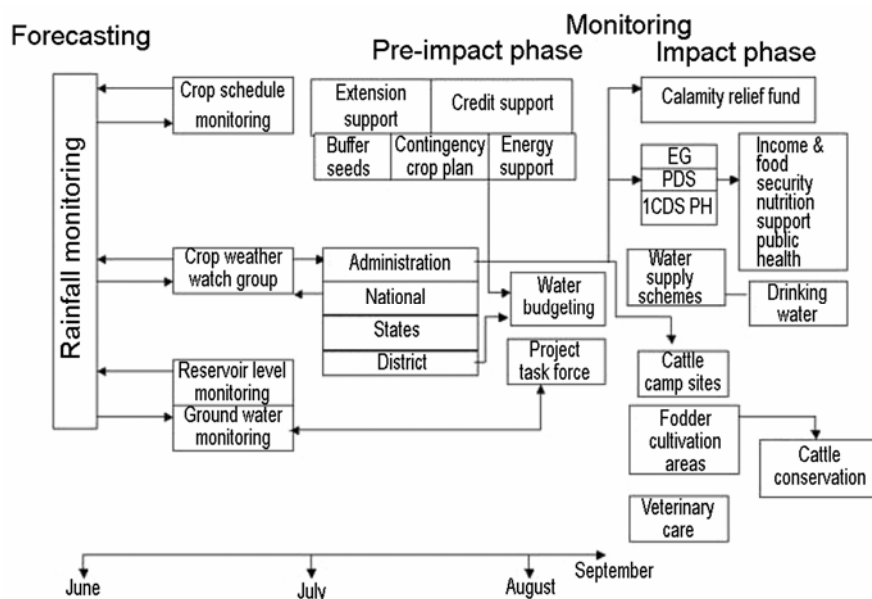 Forecasting
Monitoring
Pre-impact phase
Impact phase
Rainfall monitoring
Crop schedule
monitoring
Extension
support
Credit support
Calamity relief fund
Buffer
seeds
Contingency
crop plan
Energy
support
EG
PDS
1CDS PH
Income &
food
security
nutrition
support
public
health
Crop weather
watch group
Administration
National
States
District
Water
budgeting
Water
supply
schemes
Drinking
water
Project
task force
Reservoir level
monitoring
Ground water
monitoring
Cattle
camp sites
Fodder
cultivation
areas
Cattle
conservation
Veterinary
care
June
July
August
September